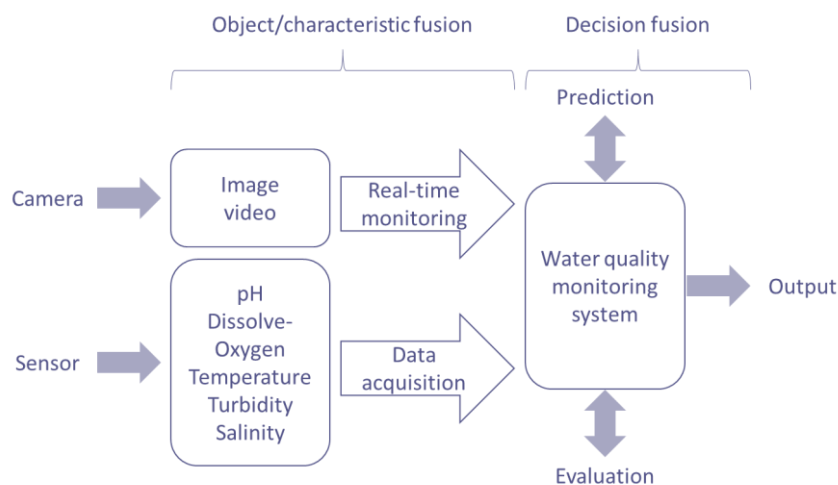 Object/characteristic fusion
Decision fusion
Prediction
Camera
Image
video
Real-time
monitoring
Sensor
pH
Dissolve-
Oxygen
Temperature
Turbidity
Salinity
Data
acquisition
Water quality
monitoring
system
Output
Evaluation